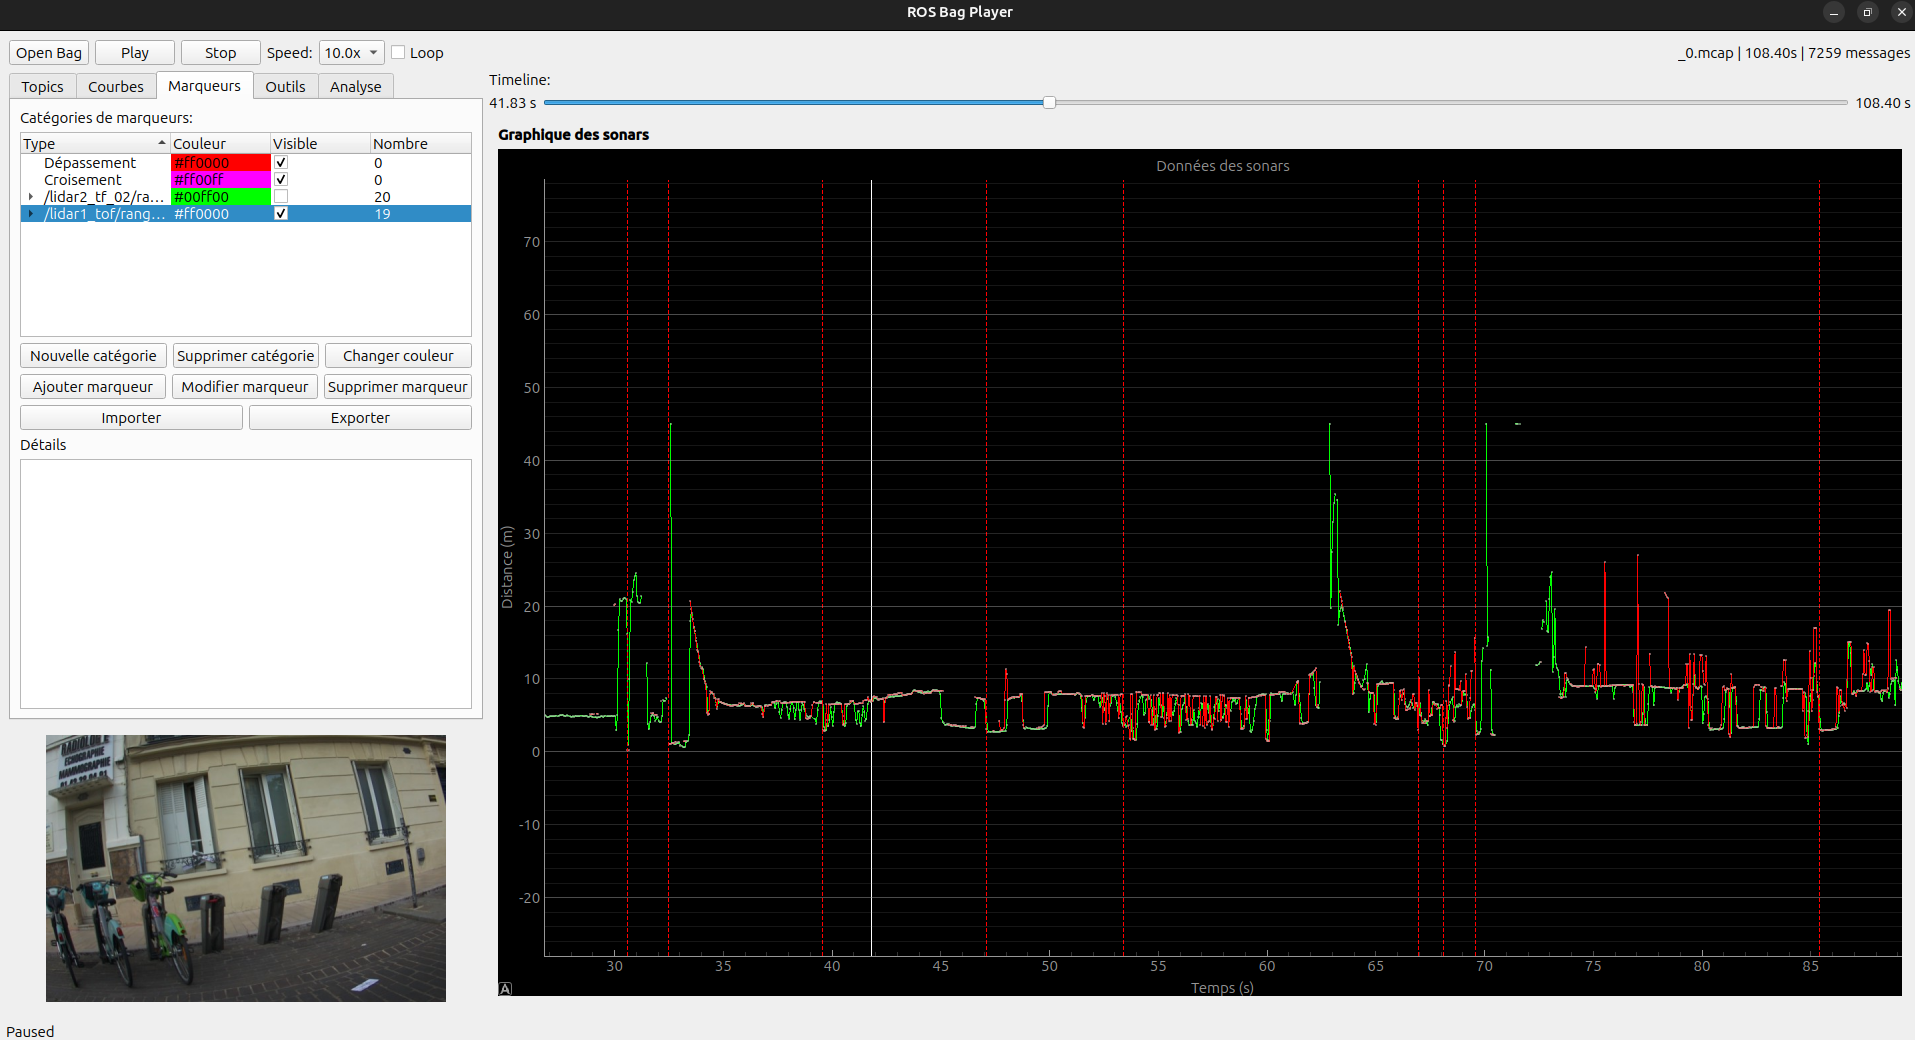 ROS Bag Player
Open Bag Play Stop Speed: 10.0x Loop _0.mcap | 108.40s | 7259 messages
Topics Courbes Marqueurs Outils Analyse
Catégories de marqueurs:
Type Couleur Visible Nombre
Dépassement #ff0000 0
Croisement #ff00ff 0
/lidar2_tf_02/ra... #00ff00 20
/lidar1_tof/rang... #ff0000 19
Nouvelle catégorie Supprimer catégorie Changer couleur
Ajouter marqueur Modifier marqueur Supprimer marqueur
Importer Exporter
Détails
RADIOLOGIE
ECHOGRAPHIE
MAMMOGRAPHIE
Paused
Timeline:
41.83 s 108.40 s
Graphique des sonars
Données des sonars
Distance (m)
70
60
50
40
30
20
10
0
-10
-20
30 35 40 45 50 55 60 65 70 75 80 85
Temps (s)
A